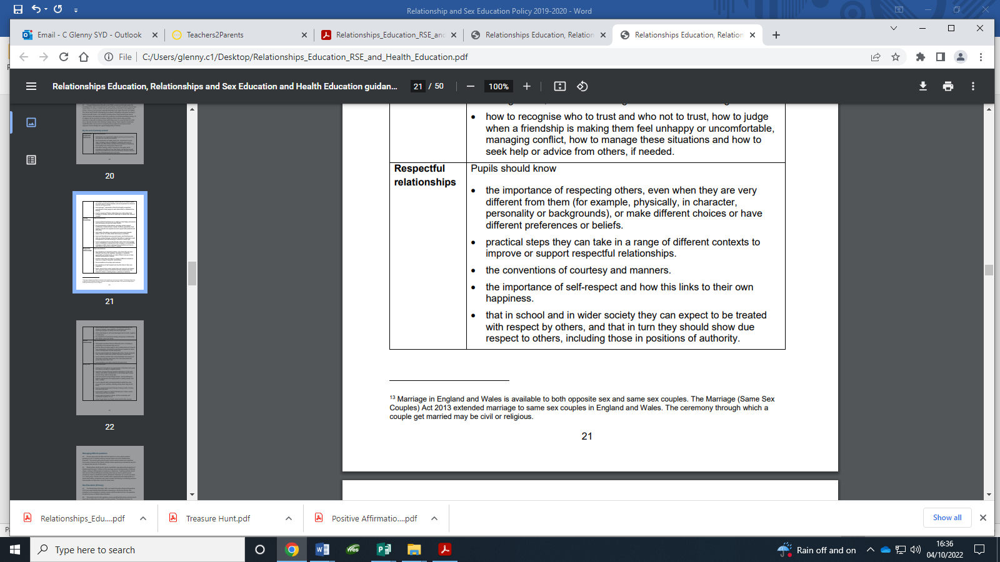 Relationship and Sex Education Policy 2019-2020 - Word
Email - C Glenny SYD - Outlook
Teachers2Parents
Relationships_Education_RSE_and
Relationships Education, Relation
Relationships Education, Relation
File
C:/Users/glenny.c1/Desktop/Relationships_Education_RSE_and_Health_Education.pdf
Relationships Education, Relationships and Sex Education and Health Education guidan...
21 / 50
100%
20
21
22
• how to recognise who to trust and who not to trust, how to judge
when a friendship is making them feel unhappy or uncomfortable,
managing conflict, how to manage these situations and how to
seek help or advice from others, if needed.
Respectful
relationships
Pupils should know
• the importance of respecting others, even when they are very
different from them (for example, physically, in character,
personality or backgrounds), or make different choices or have
different preferences or beliefs.
• practical steps they can take in a range of different contexts to
improve or support respectful relationships.
• the conventions of courtesy and manners.
• the importance of self-respect and how this links to their own
happiness.
• that in school and in wider society they can expect to be treated
with respect by others, and that in turn they should show due
respect to others, including those in positions of authority.
13 Marriage in England and Wales is available to both opposite sex and same sex couples. The Marriage (Same Sex
Couples) Act 2013 extended marriage to same sex couples in England and Wales. The ceremony through which a
couple get married may be civil or religious.
21
Relationships_Edu....pdf
Treasure Hunt.pdf
Positive Affirmatio....pdf
Show all
Type here to search
Rain off and on
16:36
04/10/2022